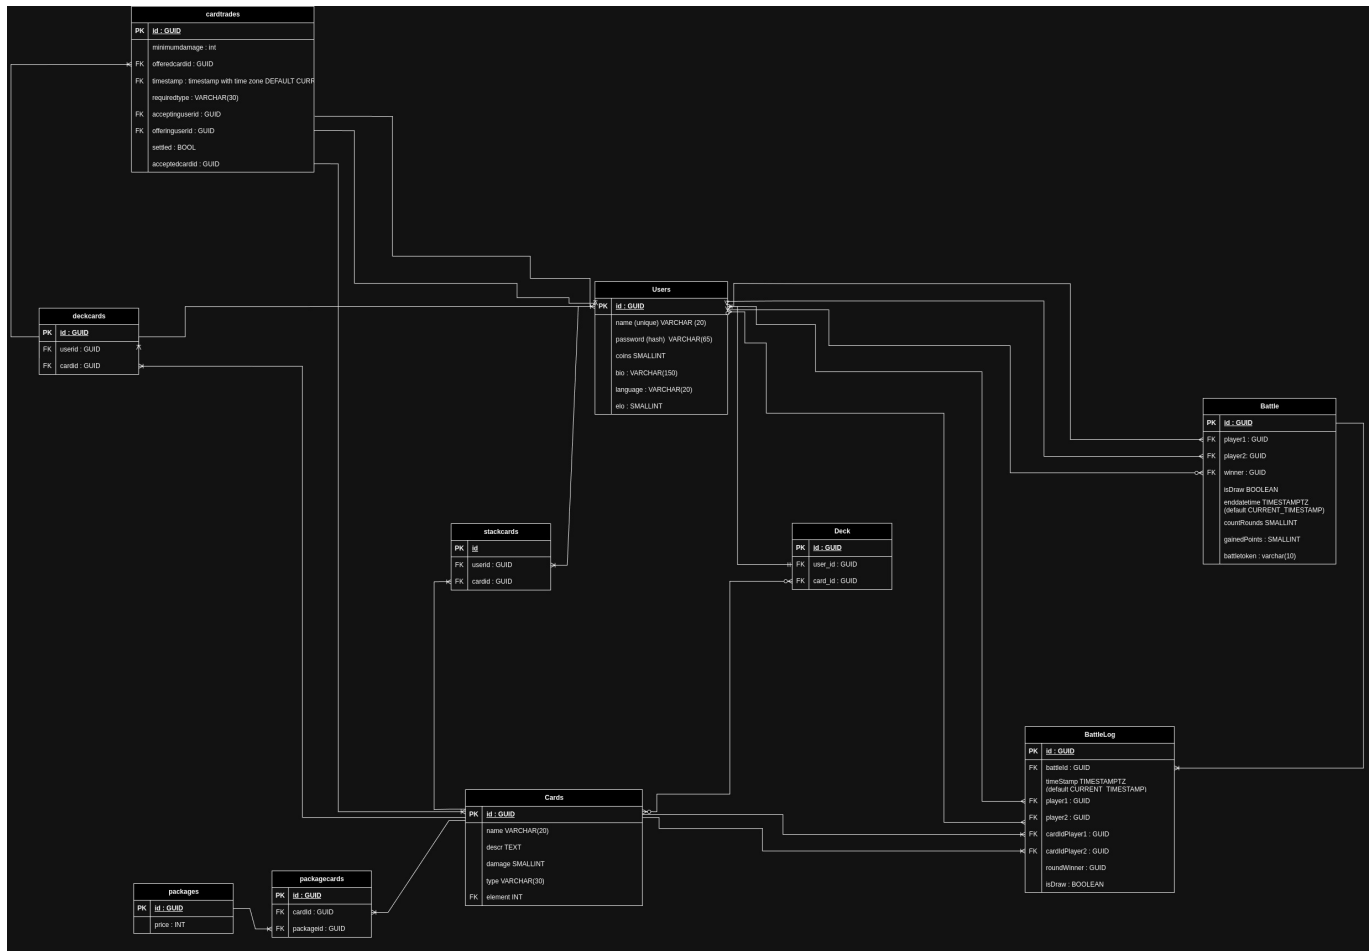 cardtrades
PK id : GUID
minimumdamage : int
FK offeredcardid : GUID
FK timestamp : timestamp with time zone DEFAULT CURR
requiredtype : VARCHAR(30)
FK acceptinguserid : GUID
FK offeringuserid : GUID
settled : BOOL
acceptedcardid : GUID
Users
PK id : GUID
name (unique) VARCHAR (20)
password (hash) VARCHAR(65)
coins SMALLINT
bio : VARCHAR(150)
language : VARCHAR(20)
elo : SMALLINT
deckcards
PK id : GUID
FK userid : GUID
FK cardid : GUID
Battle
PK id : GUID
FK player1 : GUID
FK player2: GUID
FK winner : GUID
isDraw BOOLEAN
enddatetime TIMESTAMPTZ
(default CURRENT_TIMESTAMP)
countRounds SMALLINT
gainedPoints : SMALLINT
battletoken : varchar(10)
stackcards
PK id
FK userid : GUID
FK cardid : GUID
Deck
PK id : GUID
FK user_id : GUID
FK card_id : GUID
BattleLog
PK id : GUID
FK battleId : GUID
timeStamp TIMESTAMPTZ
(default CURRENT_TIMESTAMP)
FK player1 : GUID
FK player2 : GUID
FK cardIdPlayer1 : GUID
FK cardIdPlayer2 : GUID
roundWinner : GUID
isDraw : BOOLEAN
Cards
PK id : GUID
name VARCHAR(20)
descr TEXT
damage SMALLINT
type VARCHAR(30)
FK element INT
packagecards
PK id : GUID
FK cardId : GUID
FK packageid : GUID
packages
PK id : GUID
price : INT